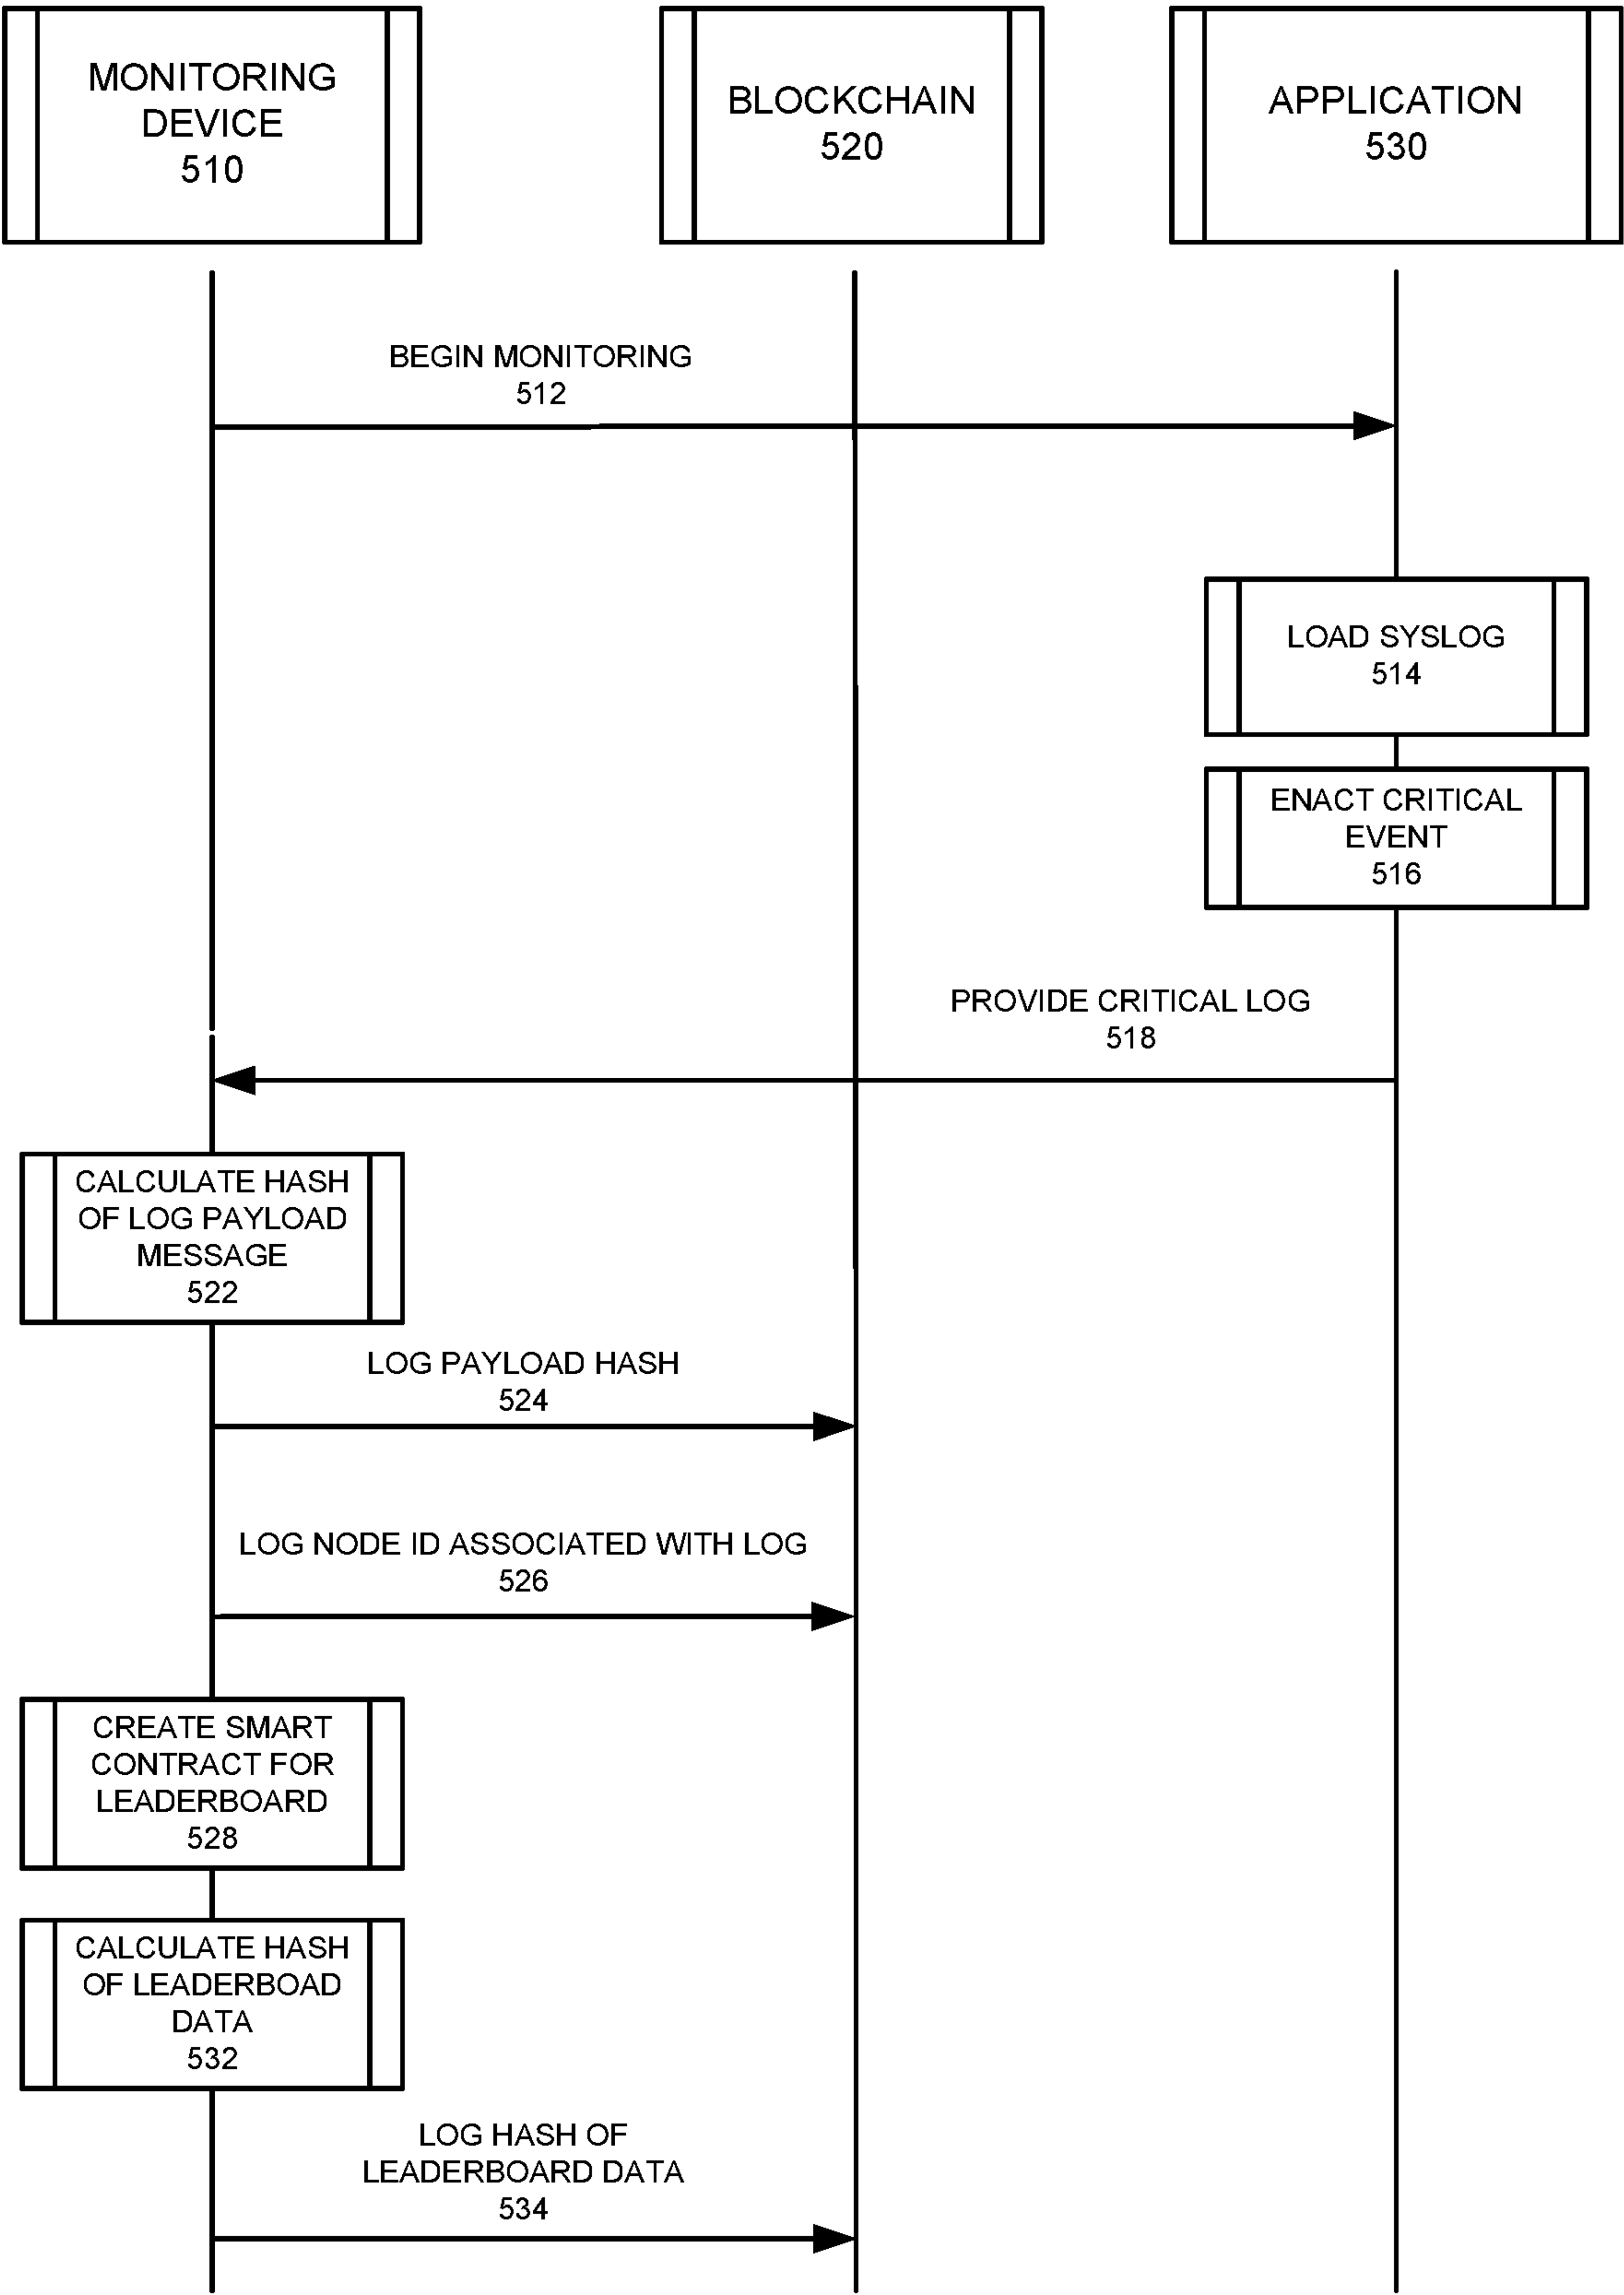 MONITORING
DEVICE
510
BLOCKCHAIN
520
APPLICATION
530
BEGIN MONITORING
512
LOAD SYSLOG
514
ENACT CRITICAL
EVENT
516
PROVIDE CRITICAL LOG
518
CALCULATE HASH
OF LOG PAYLOAD
MESSAGE
522
LOG PAYLOAD HASH
524
LOG NODE ID ASSOCIATED WITH LOG
526
CREATE SMART
CONTRACT FOR
LEADERBOARD
528
CALCULATE HASH
OF LEADERBOAD
DATA
532
LOG HASH OF
LEADERBOARD DATA
534